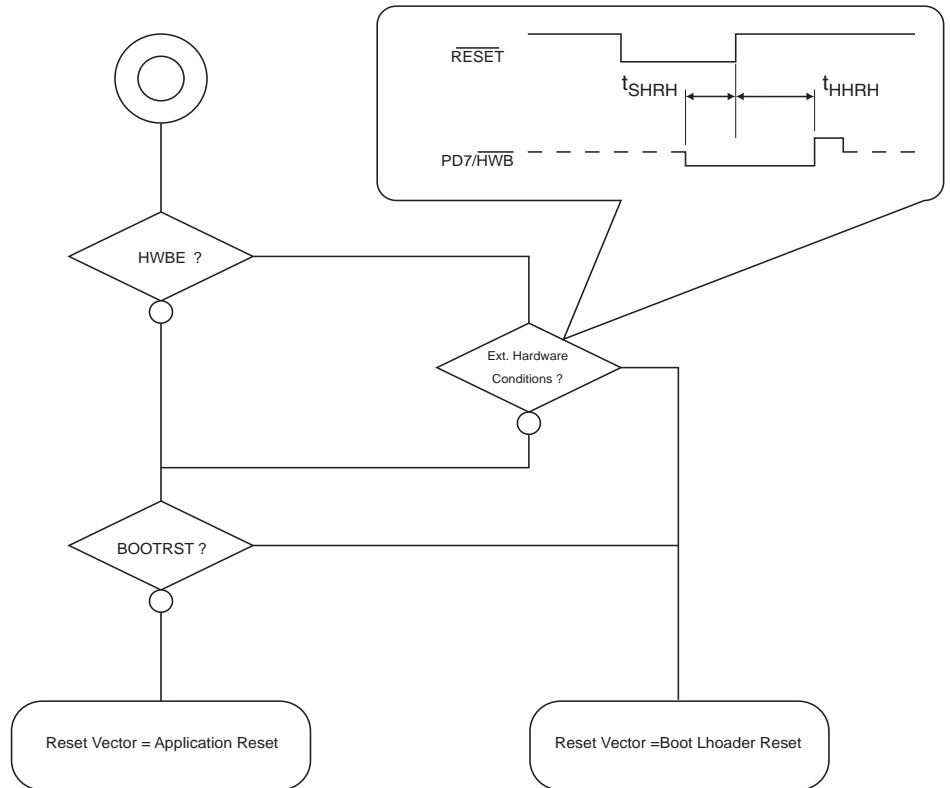 RESET
tSHRH
tHHRH
PD7/HWB
HWBE ?
Ext. Hardware
Conditions ?
BOOTRST ?
Reset Vector = Application Reset
Reset Vector =Boot Lhoader Reset